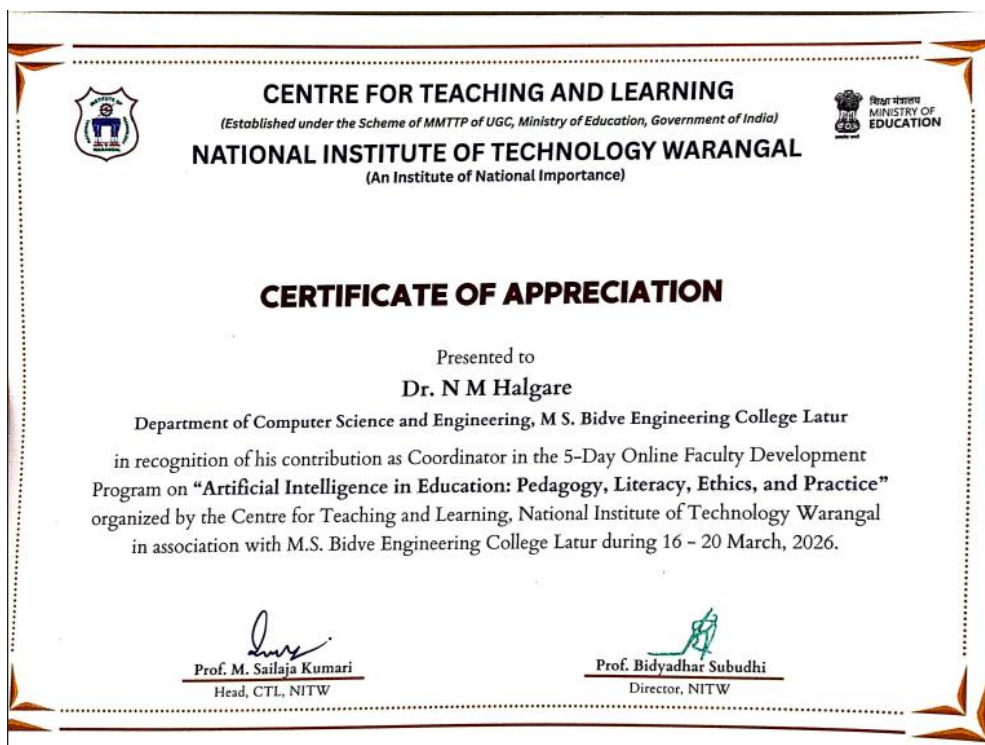 CENTRE FOR TEACHING AND LEARNING
(Established under the Scheme of MMTTP of UGC, Ministry of Education, Government of India)
NATIONAL INSTITUTE OF TECHNOLOGY WARANGAL
(An Institute of National Importance)
शिक्षा मंत्रालय
MINISTRY OF
EDUCATION
CERTIFICATE OF APPRECIATION
Presented to
Dr. N M Halgare
Department of Computer Science and Engineering, M S. Bidve Engineering College Latur
in recognition of his contribution as Coordinator in the 5-Day Online Faculty Development
Program on “Artificial Intelligence in Education: Pedagogy, Literacy, Ethics, and Practice”
organized by the Centre for Teaching and Learning, National Institute of Technology Warangal
in association with M.S. Bidve Engineering College Latur during 16 – 20 March, 2026.
Prof. M. Sailaja Kumari
Head, CTL, NITW
Prof. Bidyadhar Subudhi
Director, NITW